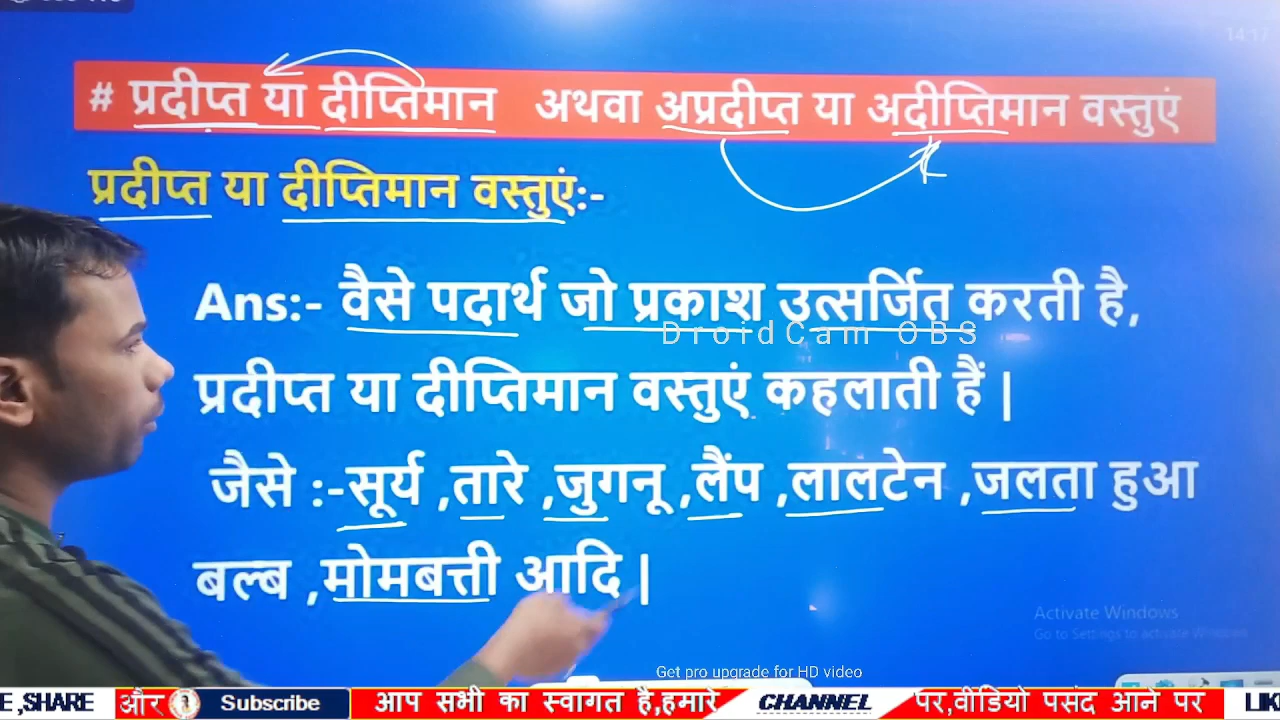 14:17
# प्रदीप्त या दीप्तिमान अथवा अप्रदीप्त या अदीप्तिमान वस्तुएं
प्रदीप्त या दीप्तिमान वस्तुएं:-
Ans:- वैसे पदार्थ जो प्रकाश उत्सर्जित करती है,
DroidCam OBS
प्रदीप्त या दीप्तिमान वस्तुएं कहलाती हैं |
जैसे :-सूर्य ,तारे ,जुगनू ,लैंप ,लालटेन ,जलता हुआ
बल्ब ,मोमबत्ती आदि |
Activate Windows
Go to Settings to activate Windows
Get pro upgrade for HD video
E ,SHARE और Subscribe आप सभी का स्वागत है,हमारे CHANNEL पर,वीडियो पसंद आने पर LIK